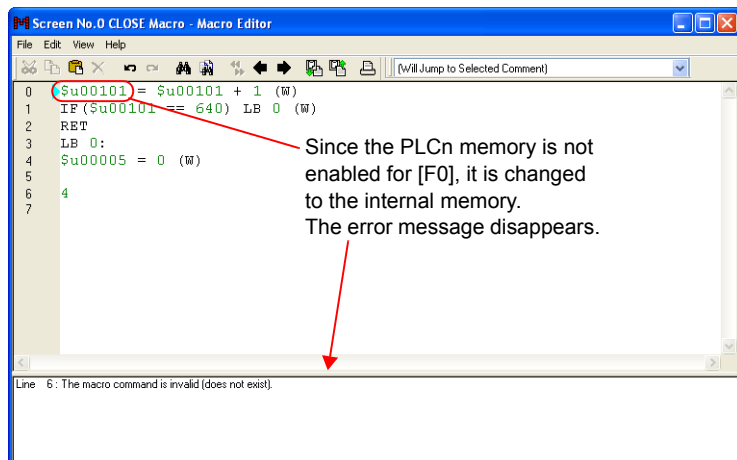 Screen No.0 CLOSE Macro - Macro Editor
File Edit View Help
(Will Jump to Selected Comment)
0 $u00101 = $u00101 + 1 (W)
1 IF($u00101 == 640) LB 0 (W)
2 RET
3 LB 0:
4 $u00005 = 0 (W)
5
6 4
7
Since the PLCn memory is not
enabled for [F0], it is changed
to the internal memory.
The error message disappears.
Line 6 : The macro command is invalid (does not exist).